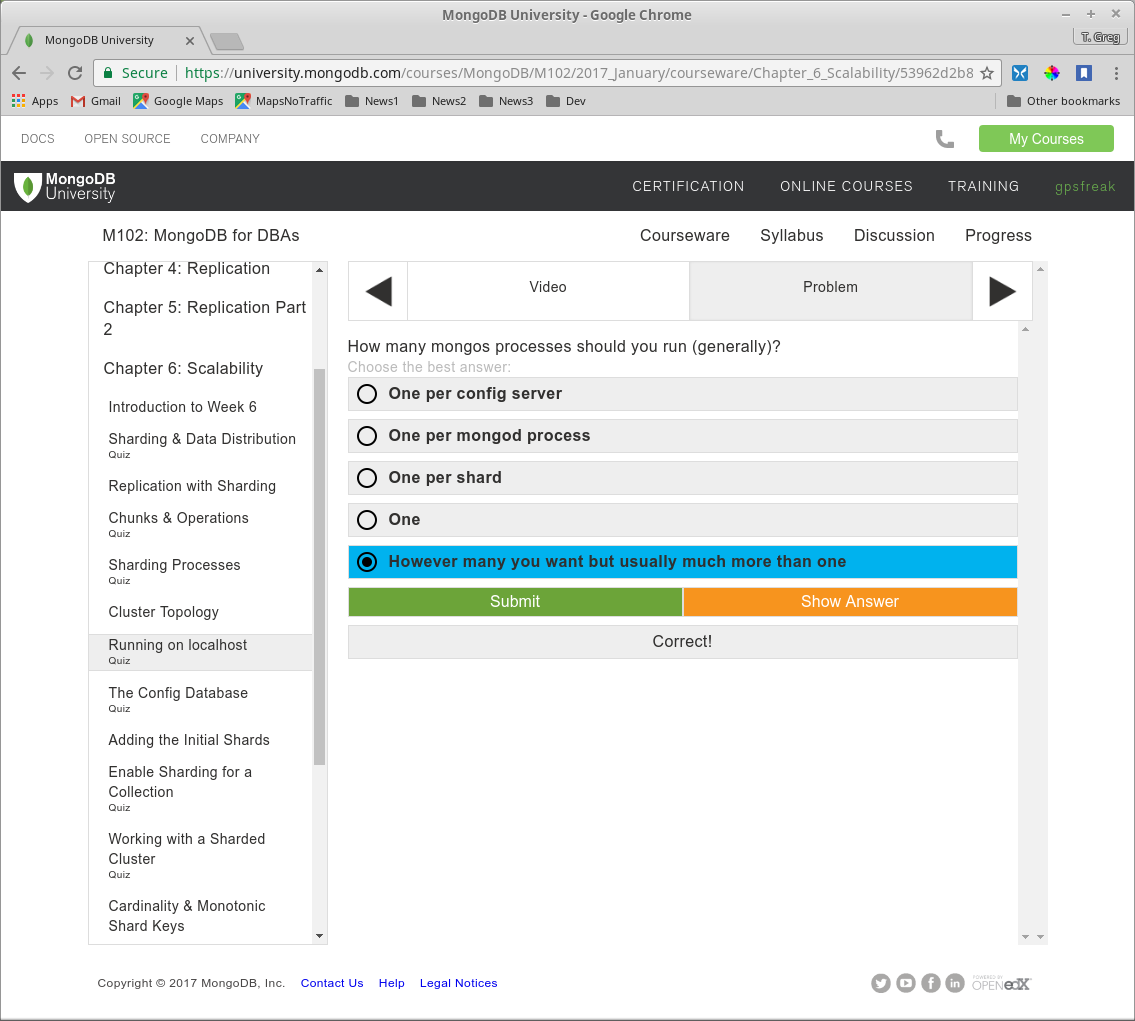 MongoDB University - Google Chrome
MongoDB University
T. Greg
Secure
https://university.mongodb.com/courses/MongoDB/M102/2017_January/courseware/Chapter_6_Scalability/53962d2b8
Apps
Gmail
Google Maps
MapsNoTraffic
News1
News2
News3
Dev
Other bookmarks
DOCS
OPEN SOURCE
COMPANY
My Courses
MongoDB
University
CERTIFICATION
ONLINE COURSES
TRAINING
gpsfreak
M102: MongoDB for DBAs
Courseware
Syllabus
Discussion
Progress
Chapter 4: Replication
Chapter 5: Replication Part
2
Chapter 6: Scalability
Introduction to Week 6
Sharding & Data Distribution
Quiz
Replication with Sharding
Chunks & Operations
Quiz
Sharding Processes
Quiz
Cluster Topology
Running on localhost
Quiz
The Config Database
Quiz
Adding the Initial Shards
Enable Sharding for a
Collection
Quiz
Working with a Sharded
Cluster
Quiz
Cardinality & Monotonic
Shard Keys
Video
Problem
How many mongos processes should you run (generally)?
Choose the best answer:
One per config server
One per mongod process
One per shard
One
However many you want but usually much more than one
Submit
Show Answer
Correct!
Copyright © 2017 MongoDB, Inc.
Contact Us
Help
Legal Notices
POWERED BY
OPEN edX